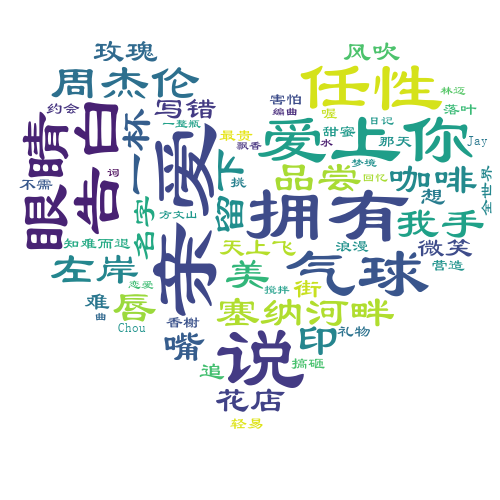 玫瑰
风吹
周杰伦
任性
林迈
约会
写错
害怕
落叶
编曲
喔
日记
一整瓶
最贵
甜蜜
那天
Jay
飘香
水
眼睛
告白
一杯
亲爱
爱上你
梦境
词
下
挑
品尝
回忆
咖啡
想
全世界
不需
名字
方文山
留
拥有
我手
知难而退
天上飞
浪漫
微笑
左岸
美
气球
营造
恋爱
搅拌
街
难
唇
曲
香榭
塞纳河畔
Chou
嘴
说
印
礼物
追
搞砸
花店
轻易